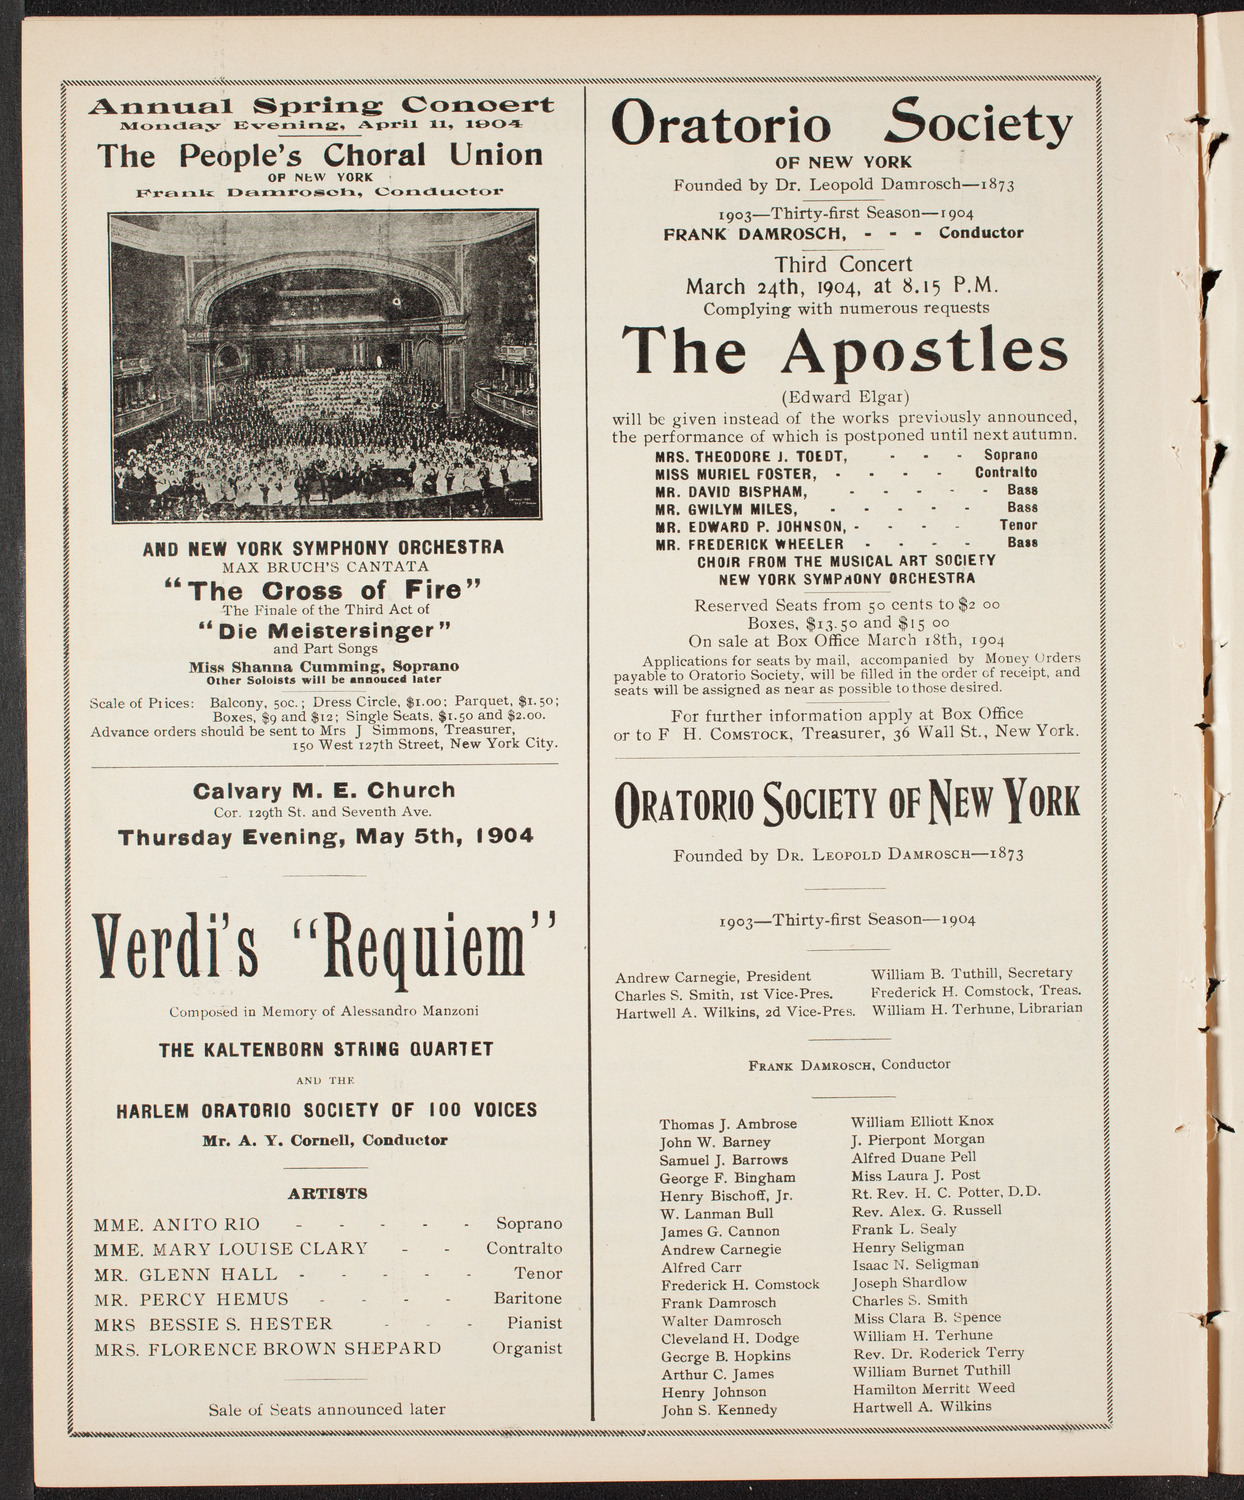 Annual Spring Concert
Monday Evening, April 11, 1904
The People's Choral Union
OF NEW YORK
Frank Damrosch, Conductor
AND NEW YORK SYMPHONY ORCHESTRA
MAX BRUCH'S CANTATA
"The Cross of Fire"
The Finale of the Third Act of
"Die Meistersinger"
and Part Songs
Miss Shanna Cumming, Soprano
Other Soloists will be annouced later
Scale of Prices: Balcony, 50c.; Dress Circle, $1.00; Parquet, $1.50;
Boxes, $9 and $12; Single Seats, $1.50 and $2.00.
Advance orders should be sent to Mrs J Simmons, Treasurer,
150 West 127th Street, New York City.
Calvary M. E. Church
Cor. 129th St. and Seventh Ave.
Thursday Evening, May 5th, 1904
Verdi's "Requiem"
Composed in Memory of Alessandro Manzoni
THE KALTENBORN STRING QUARTET
AND THE
HARLEM ORATORIO SOCIETY OF 100 VOICES
Mr. A. Y. Cornell, Conductor
ARTISTS
MME. ANITO RIO - - - - - Soprano
MME. MARY LOUISE CLARY - - Contralto
MR. GLENN HALL - - - - - Tenor
MR. PERCY HEMUS - - - - Baritone
MRS BESSIE S. HESTER - - - Pianist
MRS. FLORENCE BROWN SHEPARD Organist
Sale of Seats announced later
Oratorio Society
OF NEW YORK
Founded by Dr. Leopold Damrosch—1873
1903—Thirty-first Season—1904
FRANK DAMROSCH, - - - Conductor
Third Concert
March 24th, 1904, at 8.15 P.M.
Complying with numerous requests
The Apostles
(Edward Elgar)
will be given instead of the works previously announced,
the performance of which is postponed until next autumn.
MRS. THEODORE J. TOEDT, - - - Soprano
MISS MURIEL FOSTER, - - - - Contralto
MR. DAVID BISPHAM, - - - - - Bass
MR. GWILYM MILES, - - - - - Bass
MR. EDWARD P. JOHNSON, - - - - Tenor
MR. FREDERICK WHEELER - - - - Bass
CHOIR FROM THE MUSICAL ART SOCIETY
NEW YORK SYMPHONY ORCHESTRA
Reserved Seats from 50 cents to $2 00
Boxes, $13.50 and $15 00
On sale at Box Office March 18th, 1904
Applications for seats by mail, accompanied by Money Orders
payable to Oratorio Society, will be filled in the order of receipt, and
seats will be assigned as near as possible to those desired.
For further information apply at Box Office
or to F H. COMSTOCK, Treasurer, 36 Wall St., New York.
ORATORIO SOCIETY OF NEW YORK
Founded by DR. LEOPOLD DAMROSCH—1873
1903—Thirty-first Season—1904
Andrew Carnegie, President William B. Tuthill, Secretary
Charles S. Smith, 1st Vice-Pres. Frederick H. Comstock, Treas.
Hartwell A. Wilkins, 2d Vice-Pres. William H. Terhune, Librarian
FRANK DAMROSCH, Conductor
Thomas J. Ambrose
John W. Barney
Samuel J. Barrows
George F. Bingham
Henry Bischoff, Jr.
W. Lanman Bull
James G. Cannon
Andrew Carnegie
Alfred Carr
Frederick H. Comstock
Frank Damrosch
Walter Damrosch
Cleveland H. Dodge
George B. Hopkins
Arthur C. James
Henry Johnson
John S. Kennedy
William Elliott Knox
J. Pierpont Morgan
Alfred Duane Pell
Miss Laura J. Post
Rt. Rev. H. C. Potter, D.D.
Rev. Alex. G. Russell
Frank L. Sealy
Henry Seligman
Isaac N. Seligman
Joseph Shardlow
Charles S. Smith
Miss Clara B. Spence
William H. Terhune
Rev. Dr. Roderick Terry
William Burnet Tuthill
Hamilton Merritt Weed
Hartwell A. Wilkins